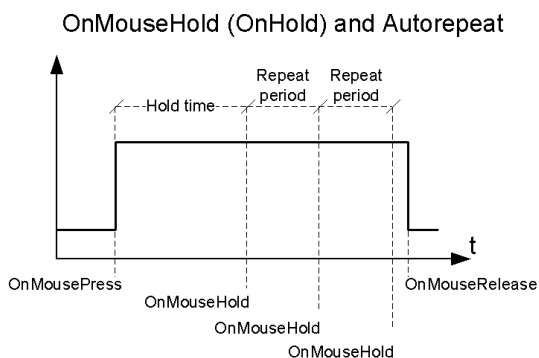 OnMouseHold (OnHold) and Autorepeat
Repeat period
Repeat period
Hold time
t
OnMousePress
OnMouseRelease
OnMouseHold
OnMouseHold
OnMouseHold